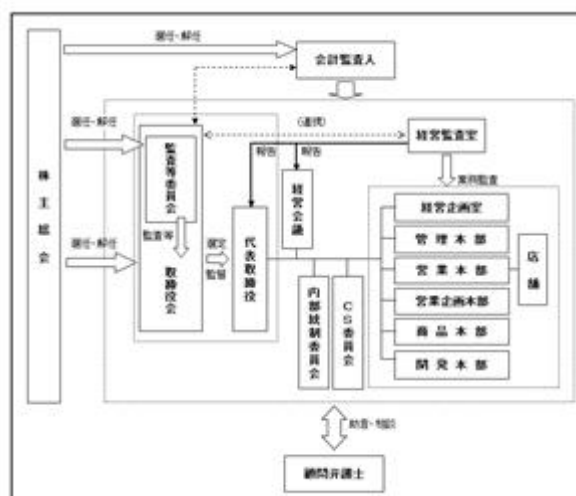 選任・解任
会計監査人
選任・解任
(連携)
経営監査室
報告
報告
業務監査
監査等委員会
経営会議
経営企画室
株主総会
管理本部
監査等
選定
監督
代表取締役
選任・解任
取締役会
営業本部
店舗
営業企画本部
内部統制委員会
CS委員会
商品本部
開発本部
助言・相談
顧問弁護士